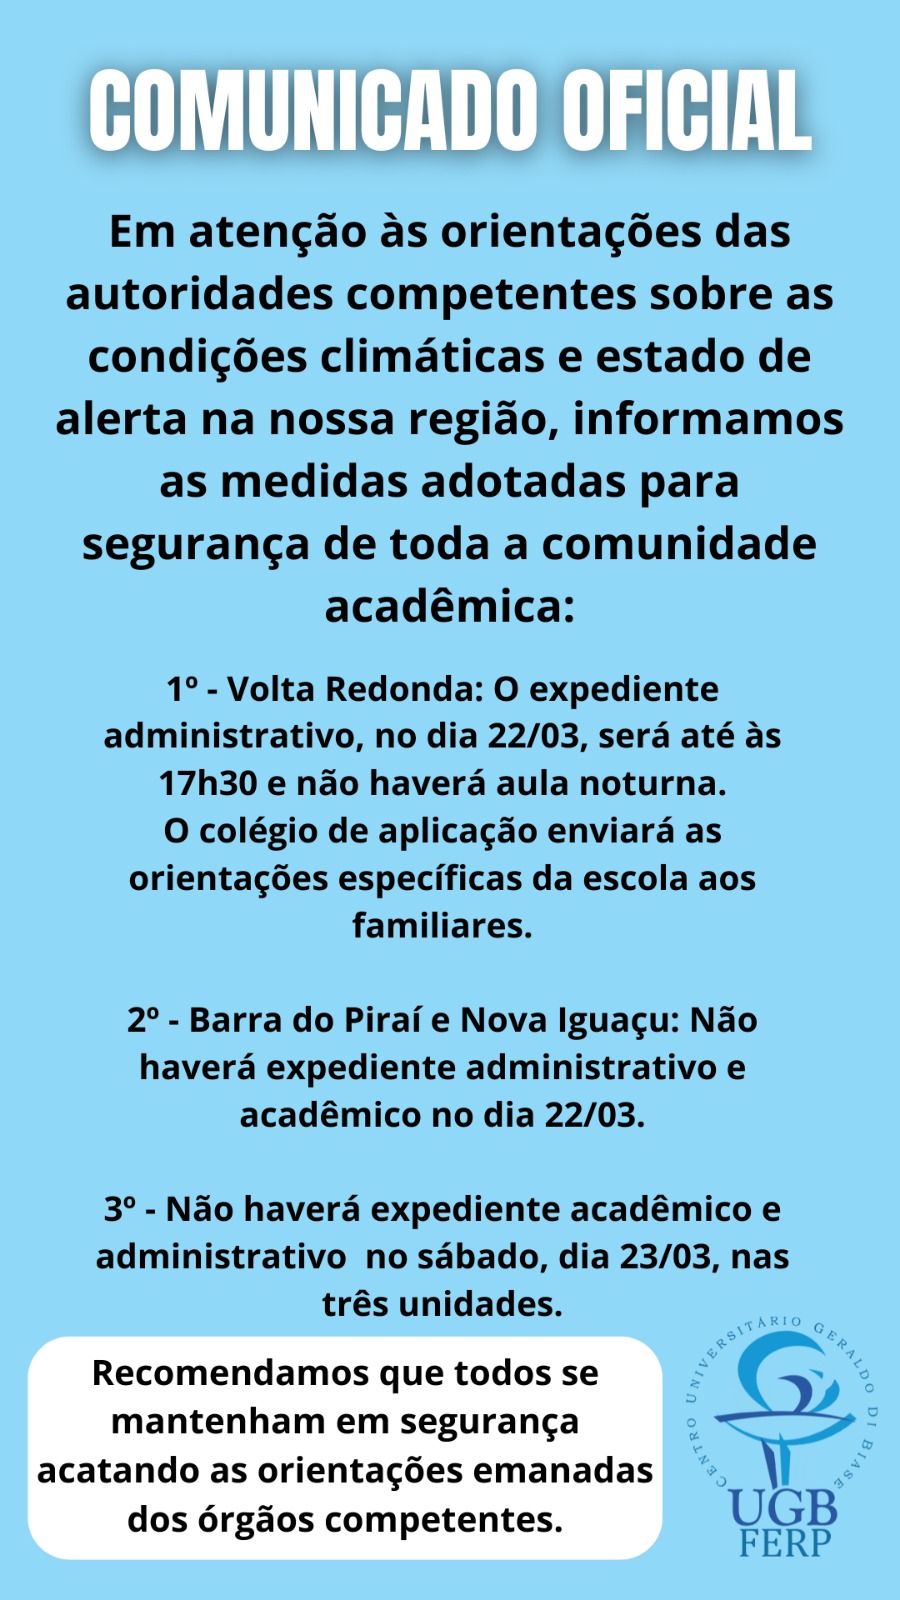 COMUNICADO OFICIAL
Em atenção às orientações das
autoridades competentes sobre as
condições climáticas e estado de
alerta na nossa região, informamos
as medidas adotadas para
segurança de toda a comunidade
acadêmica:
1º - Volta Redonda: O expediente
administrativo, no dia 22/03, será até às
17h30 e não haverá aula noturna.
O colégio de aplicação enviará as
orientações específicas da escola aos
familiares.
2º - Barra do Piraí e Nova Iguaçu: Não
haverá expediente administrativo e
acadêmico no dia 22/03.
3º - Não haverá expediente acadêmico e
administrativo  no sábado, dia 23/03, nas
três unidades.
Recomendamos que todos se
mantenham em segurança
acatando as orientações emanadas
dos órgãos competentes.
CENTRO UNIVERSITÁRIO GERALDO DI BIASE
UGB
FERP